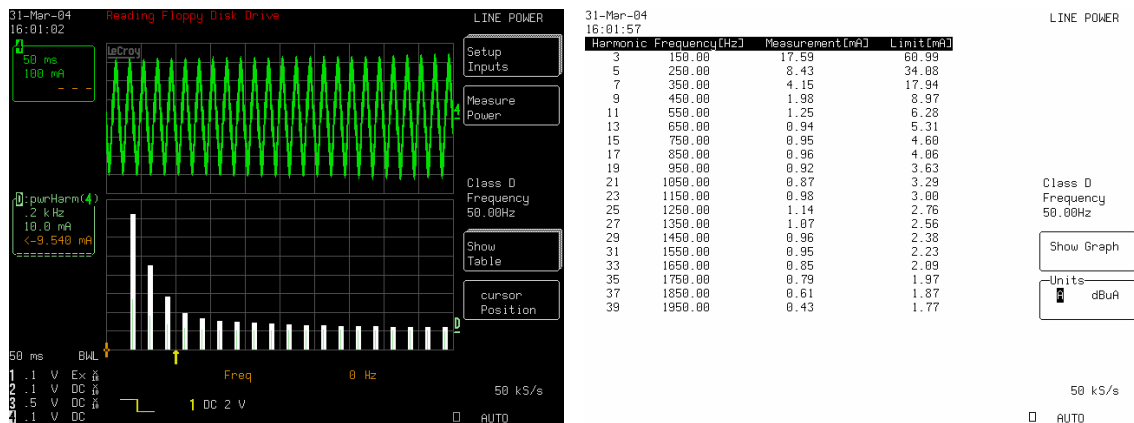 31-Mar-04
16:01:02
Reading Floppy Disk Drive
LINE POWER
4
50 ms
100 mA
- - -
LeCroy
Setup
Inputs
Measure
Power
4
D:pwrHarm(4)
.2 kHz
10.0 mA
<-9.540 mA
Class D
Frequency
50.00Hz
Show
Table
cursor
Position
D
50 ms BWL
1 .1 V Ex
2 .1 V DC
3 .5 V DC
4 .1 V DC
Freq 0 Hz
1 DC 2 V
50 kS/s
AUTO
31-Mar-04
16:01:57
LINE POWER
Harmonic Frequency[Hz] Measurement[mA] Limit[mA]
3 150.00 17.59 60.99
5 250.00 8.43 34.08
7 350.00 4.15 17.94
9 450.00 1.98 8.97
11 550.00 1.25 6.28
13 650.00 0.94 5.31
15 750.00 0.95 4.60
17 850.00 0.96 4.06
19 950.00 0.92 3.63
21 1050.00 0.87 3.29
23 1150.00 0.98 3.00
25 1250.00 1.14 2.76
27 1350.00 1.07 2.56
29 1450.00 0.96 2.38
31 1550.00 0.95 2.23
33 1650.00 0.85 2.09
35 1750.00 0.79 1.97
37 1850.00 0.61 1.87
39 1950.00 0.43 1.77
Class D
Frequency
50.00Hz
Show Graph
Units
A dBuA
50 kS/s
AUTO